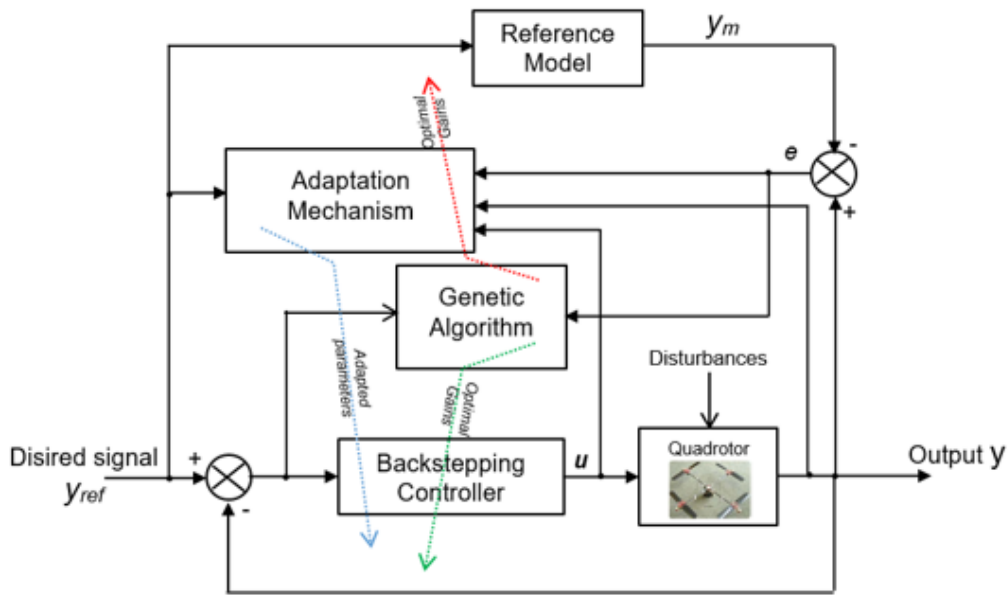 Reference
Model
y_m
Optimal
Gains
e
-
+
Adaptation
Mechanism
Genetic
Algorithm
Adapted
parameters
Optimal
Gains
Disturbances
Disired signal
y_ref
+
-
Backstepping
Controller
u
Quadrotor
Output y